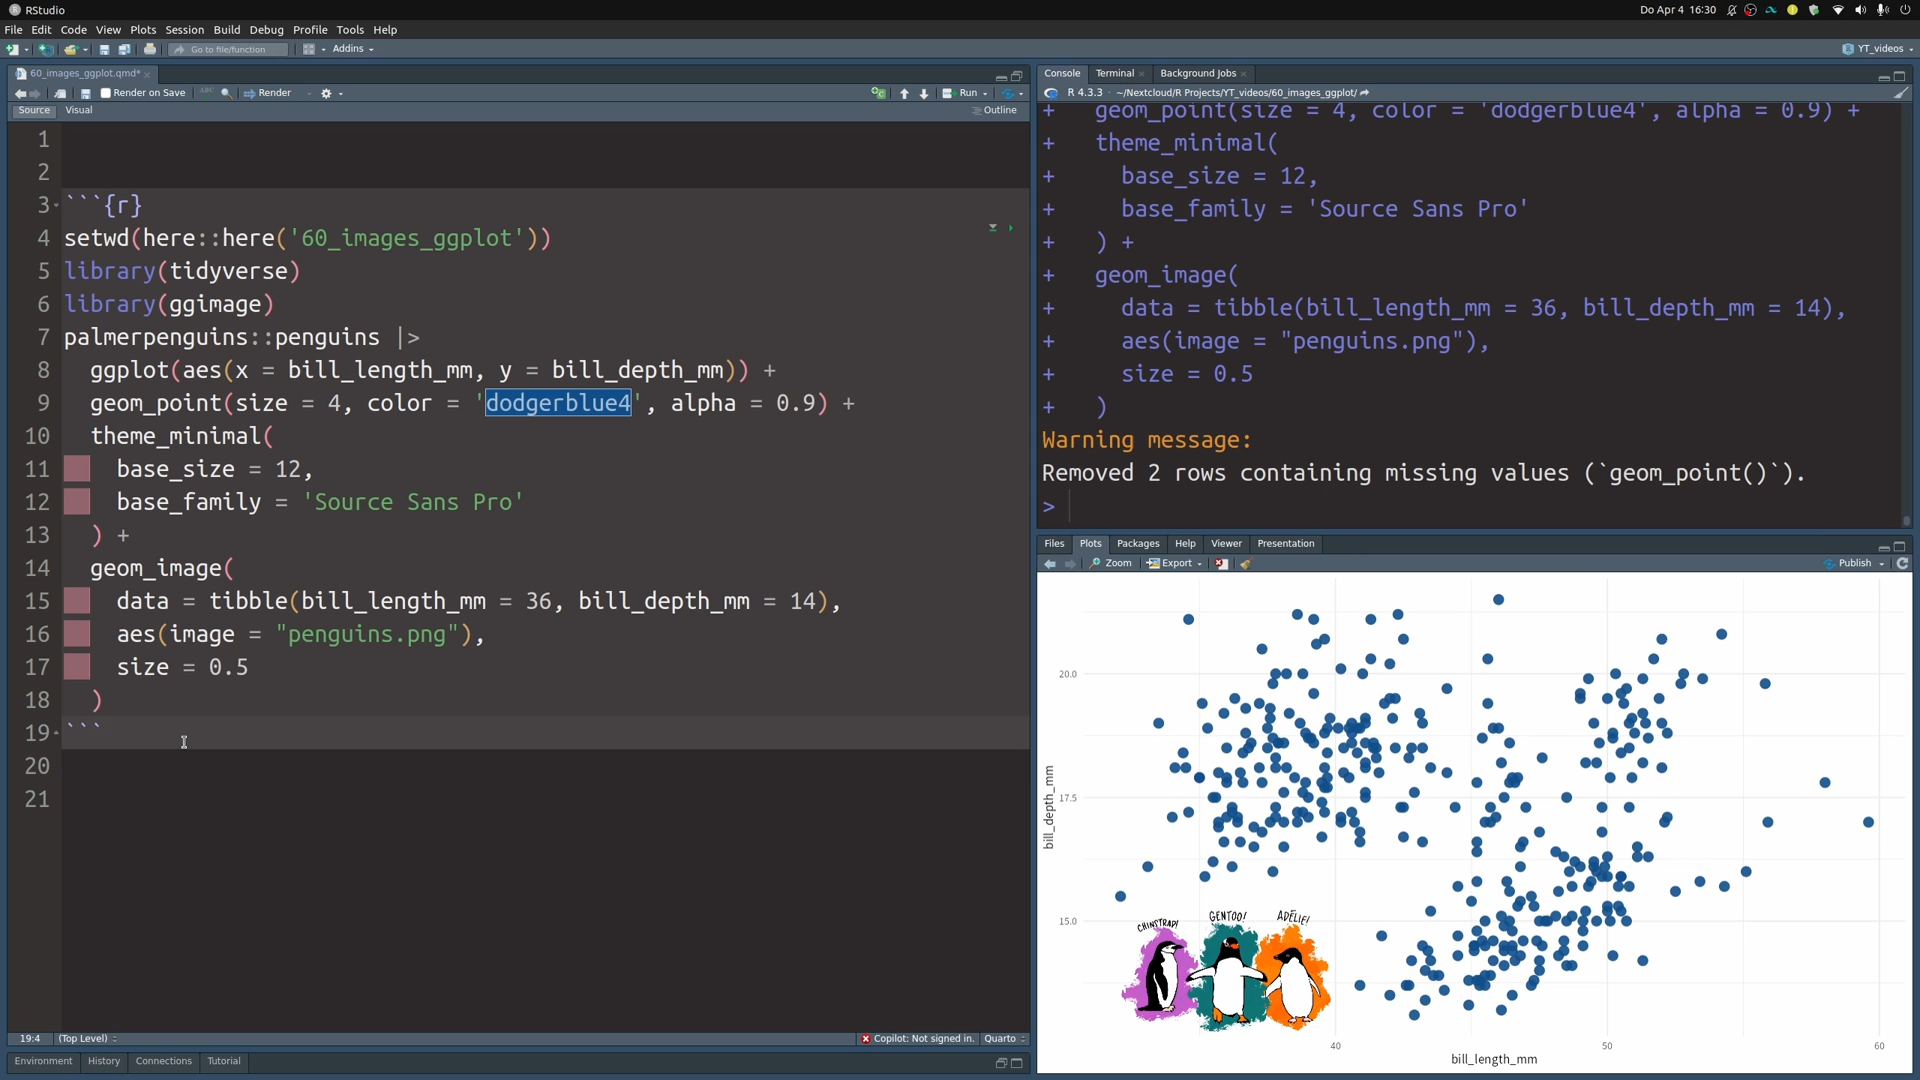 RStudio
Do Apr 4 16:30
File Edit Code View Plots Session Build Debug Profile Tools Help
Go to file/function
Addins
YT_videos
60_images_ggplot.qmd*
Render on Save
ABC
Render
Run
Source Visual
Outline
1
2
3 ```{r}
4 setwd(here::here('60_images_ggplot'))
5 library(tidyverse)
6 library(ggimage)
7 palmerpenguins::penguins |>
8 ggplot(aes(x = bill_length_mm, y = bill_depth_mm)) +
9 geom_point(size = 4, color = 'dodgerblue4', alpha = 0.9) +
10 theme_minimal(
11 base_size = 12,
12 base_family = 'Source Sans Pro'
13 ) +
14 geom_image(
15 data = tibble(bill_length_mm = 36, bill_depth_mm = 14),
16 aes(image = "penguins.png"),
17 size = 0.5
18 )
19 ```
20
21
19:4 (Top Level)
Copilot: Not signed in.
Quarto
Environment History Connections Tutorial
Console Terminal Background Jobs
R 4.3.3 · ~/Nextcloud/R Projects/YT_videos/60_images_ggplot/
+ geom_point(size = 4, color = 'dodgerblue4', alpha = 0.9) +
+ theme_minimal(
+ base_size = 12,
+ base_family = 'Source Sans Pro'
+ ) +
+ geom_image(
+ data = tibble(bill_length_mm = 36, bill_depth_mm = 14),
+ aes(image = "penguins.png"),
+ size = 0.5
+ )
Warning message:
Removed 2 rows containing missing values (`geom_point()`).
>
Files Plots Packages Help Viewer Presentation
Zoom Export
Publish
20.0
17.5
15.0
bill_depth_mm
CHINSTRAP! GENTOO! ADÉLIE!
40 50 60
bill_length_mm